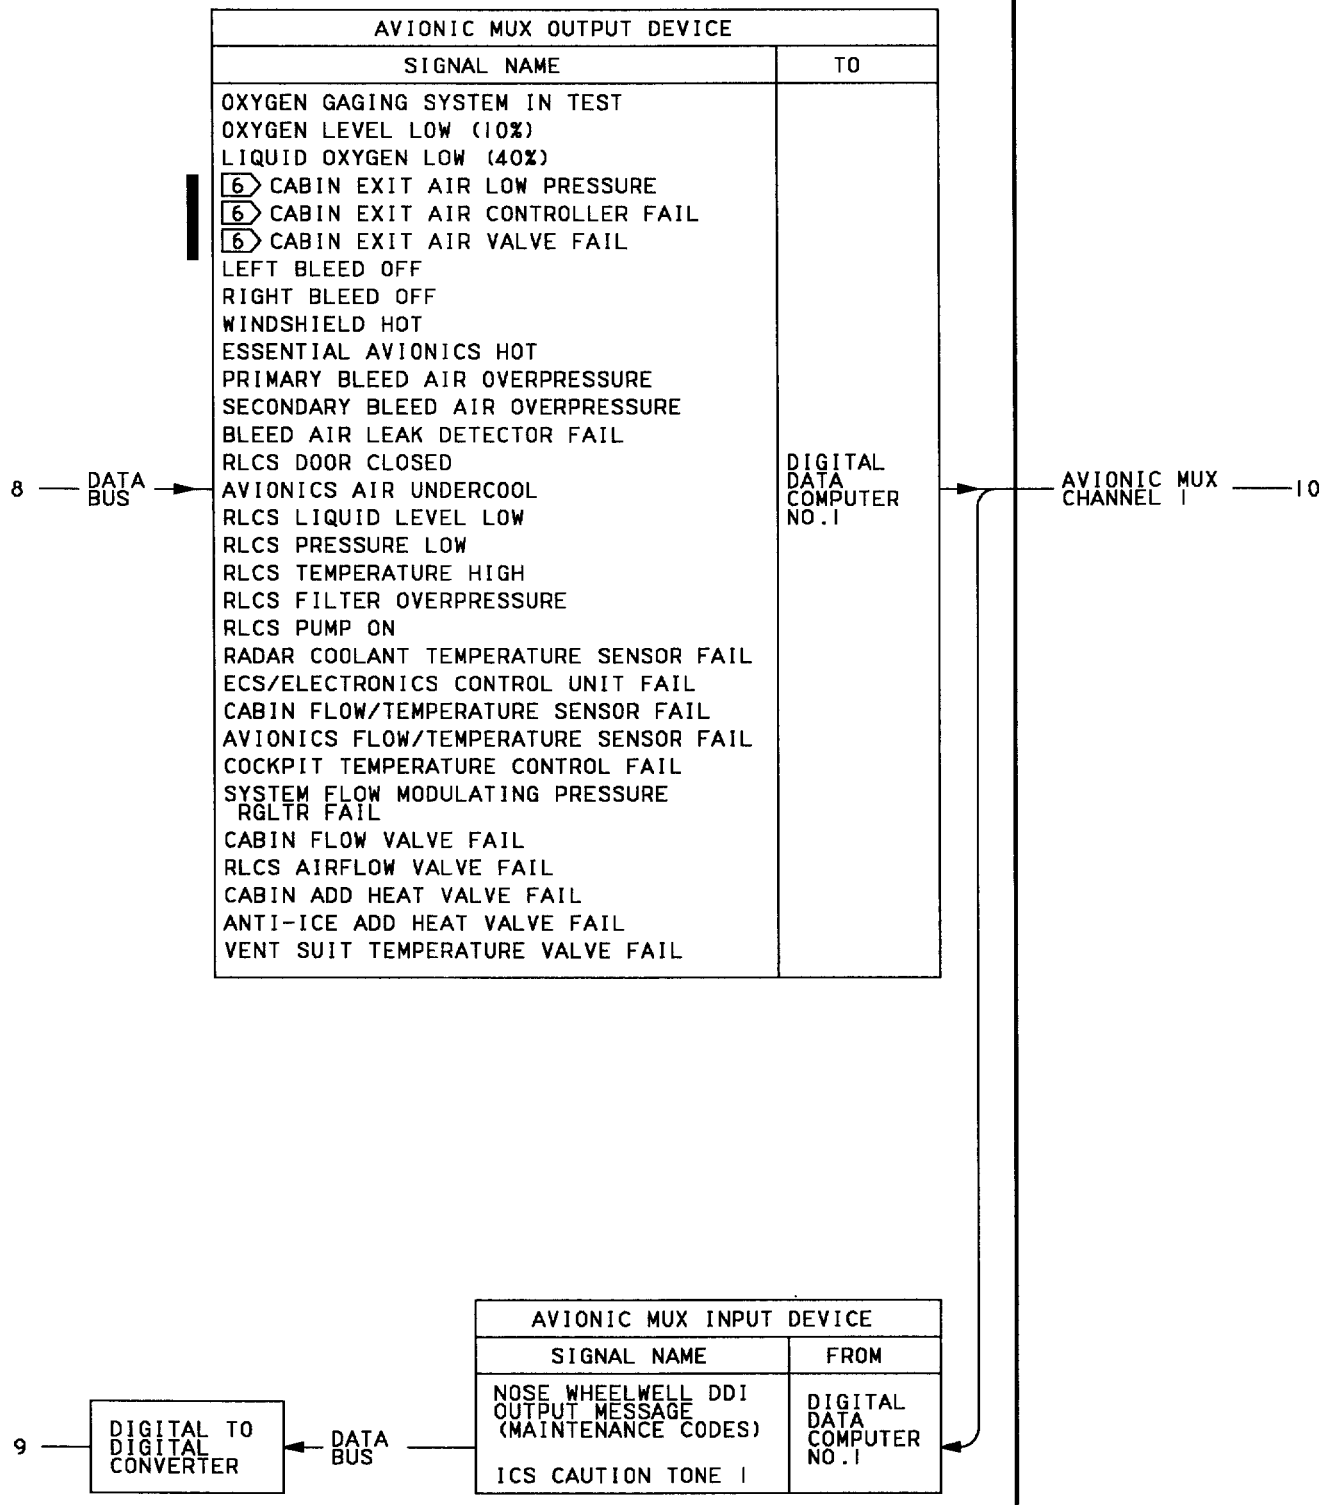 AVIONIC MUX OUTPUT DEVICE
SIGNAL NAME TO
OXYGEN GAGING SYSTEM IN TEST
OXYGEN LEVEL LOW (10%)
LIQUID OXYGEN LOW (40%)
6 CABIN EXIT AIR LOW PRESSURE
6 CABIN EXIT AIR CONTROLLER FAIL
6 CABIN EXIT AIR VALVE FAIL
LEFT BLEED OFF
RIGHT BLEED OFF
WINDSHIELD HOT
ESSENTIAL AVIONICS HOT
PRIMARY BLEED AIR OVERPRESSURE
SECONDARY BLEED AIR OVERPRESSURE
BLEED AIR LEAK DETECTOR FAIL
RLCS DOOR CLOSED
AVIONICS AIR UNDERCOOL
RLCS LIQUID LEVEL LOW
RLCS PRESSURE LOW
RLCS TEMPERATURE HIGH
RLCS FILTER OVERPRESSURE
RLCS PUMP ON
RADAR COOLANT TEMPERATURE SENSOR FAIL
ECS/ELECTRONICS CONTROL UNIT FAIL
CABIN FLOW/TEMPERATURE SENSOR FAIL
AVIONICS FLOW/TEMPERATURE SENSOR FAIL
COCKPIT TEMPERATURE CONTROL FAIL
SYSTEM FLOW MODULATING PRESSURE
RGLTR FAIL
CABIN FLOW VALVE FAIL
RLCS AIRFLOW VALVE FAIL
CABIN ADD HEAT VALVE FAIL
ANTI-ICE ADD HEAT VALVE FAIL
VENT SUIT TEMPERATURE VALVE FAIL
DIGITAL
DATA
COMPUTER
NO.1
8
DATA
BUS
AVIONIC MUX
CHANNEL 1
10
AVIONIC MUX INPUT DEVICE
SIGNAL NAME FROM
NOSE WHEELWELL DDI
OUTPUT MESSAGE
(MAINTENANCE CODES)
ICS CAUTION TONE 1
DIGITAL
DATA
COMPUTER
NO.1
9
DIGITAL TO
DIGITAL
CONVERTER
DATA
BUS